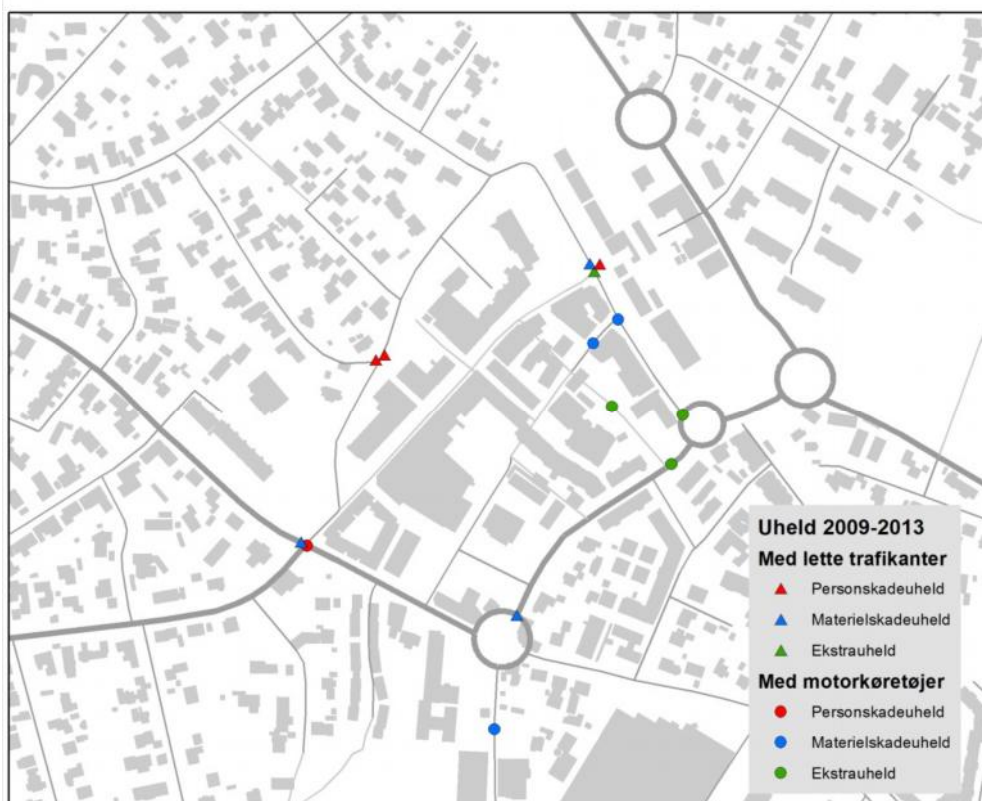 Uheld 2009-2013
Med lette trafikanter
Personskadeuheld
Materielskadeuheld
Ekstrauheld
Med motorkøretøjer
Personskadeuheld
Materielskadeuheld
Ekstrauheld